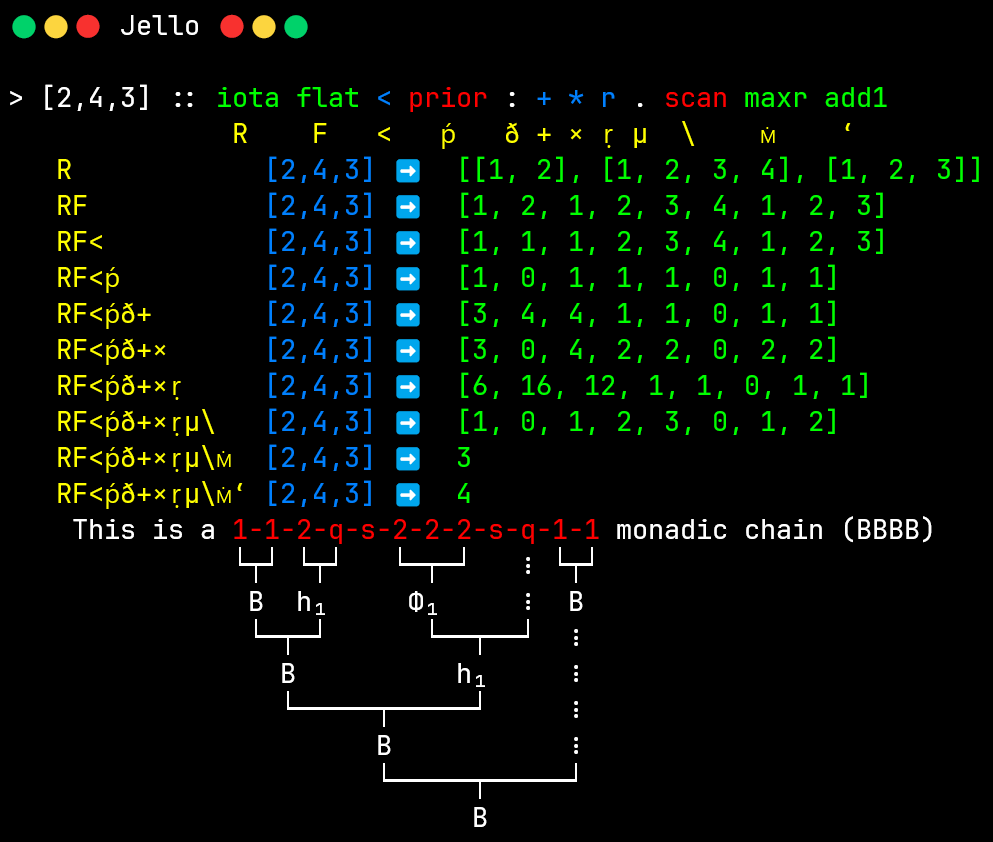 Jello
> [2,4,3] :: iota flat < prior : + * r . scan maxr add1
R F < ṕ ð + × ṛ µ \ ṁ ‘
R [2,4,3] ➡ [[1, 2], [1, 2, 3, 4], [1, 2, 3]]
RF [2,4,3] ➡ [1, 2, 1, 2, 3, 4, 1, 2, 3]
RF< [2,4,3] ➡ [1, 1, 1, 2, 3, 4, 1, 2, 3]
RF<ṕ [2,4,3] ➡ [1, 0, 1, 1, 1, 0, 1, 1]
RF<ṕð+ [2,4,3] ➡ [3, 4, 4, 1, 1, 0, 1, 1]
RF<ṕð+× [2,4,3] ➡ [3, 0, 4, 2, 2, 0, 2, 2]
RF<ṕð+×ṛ [2,4,3] ➡ [6, 16, 12, 1, 1, 0, 1, 1]
RF<ṕð+×ṛµ\ [2,4,3] ➡ [1, 0, 1, 2, 3, 0, 1, 2]
RF<ṕð+×ṛµ\ṁ [2,4,3] ➡ 3
RF<ṕð+×ṛµ\ṁ‘ [2,4,3] ➡ 4
This is a 1-1-2-q-s-2-2-2-s-q-1-1 monadic chain (BBBB)
B h₁ Φ₁ B
B h₁
B
B